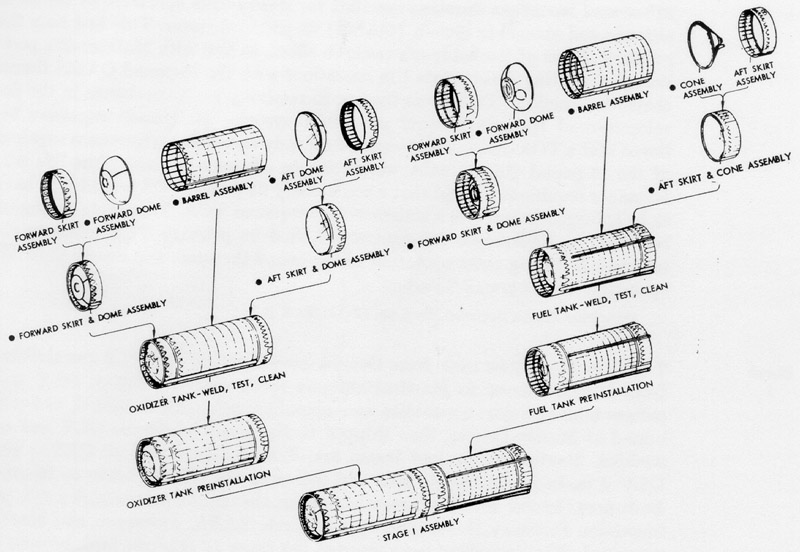 ● CONE
ASSEMBLY
AFT SKIRT
ASSEMBLY
● BARREL ASSEMBLY
FORWARD SKIRT
ASSEMBLY
● FORWARD DOME
ASSEMBLY
● AFT SKIRT & CONE ASSEMBLY
● AFT DOME
ASSEMBLY
AFT SKIRT
ASSEMBLY
● BARREL ASSEMBLY
FORWARD SKIRT
ASSEMBLY
● FORWARD DOME
ASSEMBLY
● FORWARD SKIRT & DOME ASSEMBLY
● AFT SKIRT & DOME ASSEMBLY
● FORWARD SKIRT & DOME ASSEMBLY
FUEL TANK-WELD, TEST, CLEAN
OXIDIZER TANK-WELD, TEST, CLEAN
FUEL TANK PREINSTALLATION
OXIDIZER TANK PREINSTALLATION
STAGE I ASSEMBLY